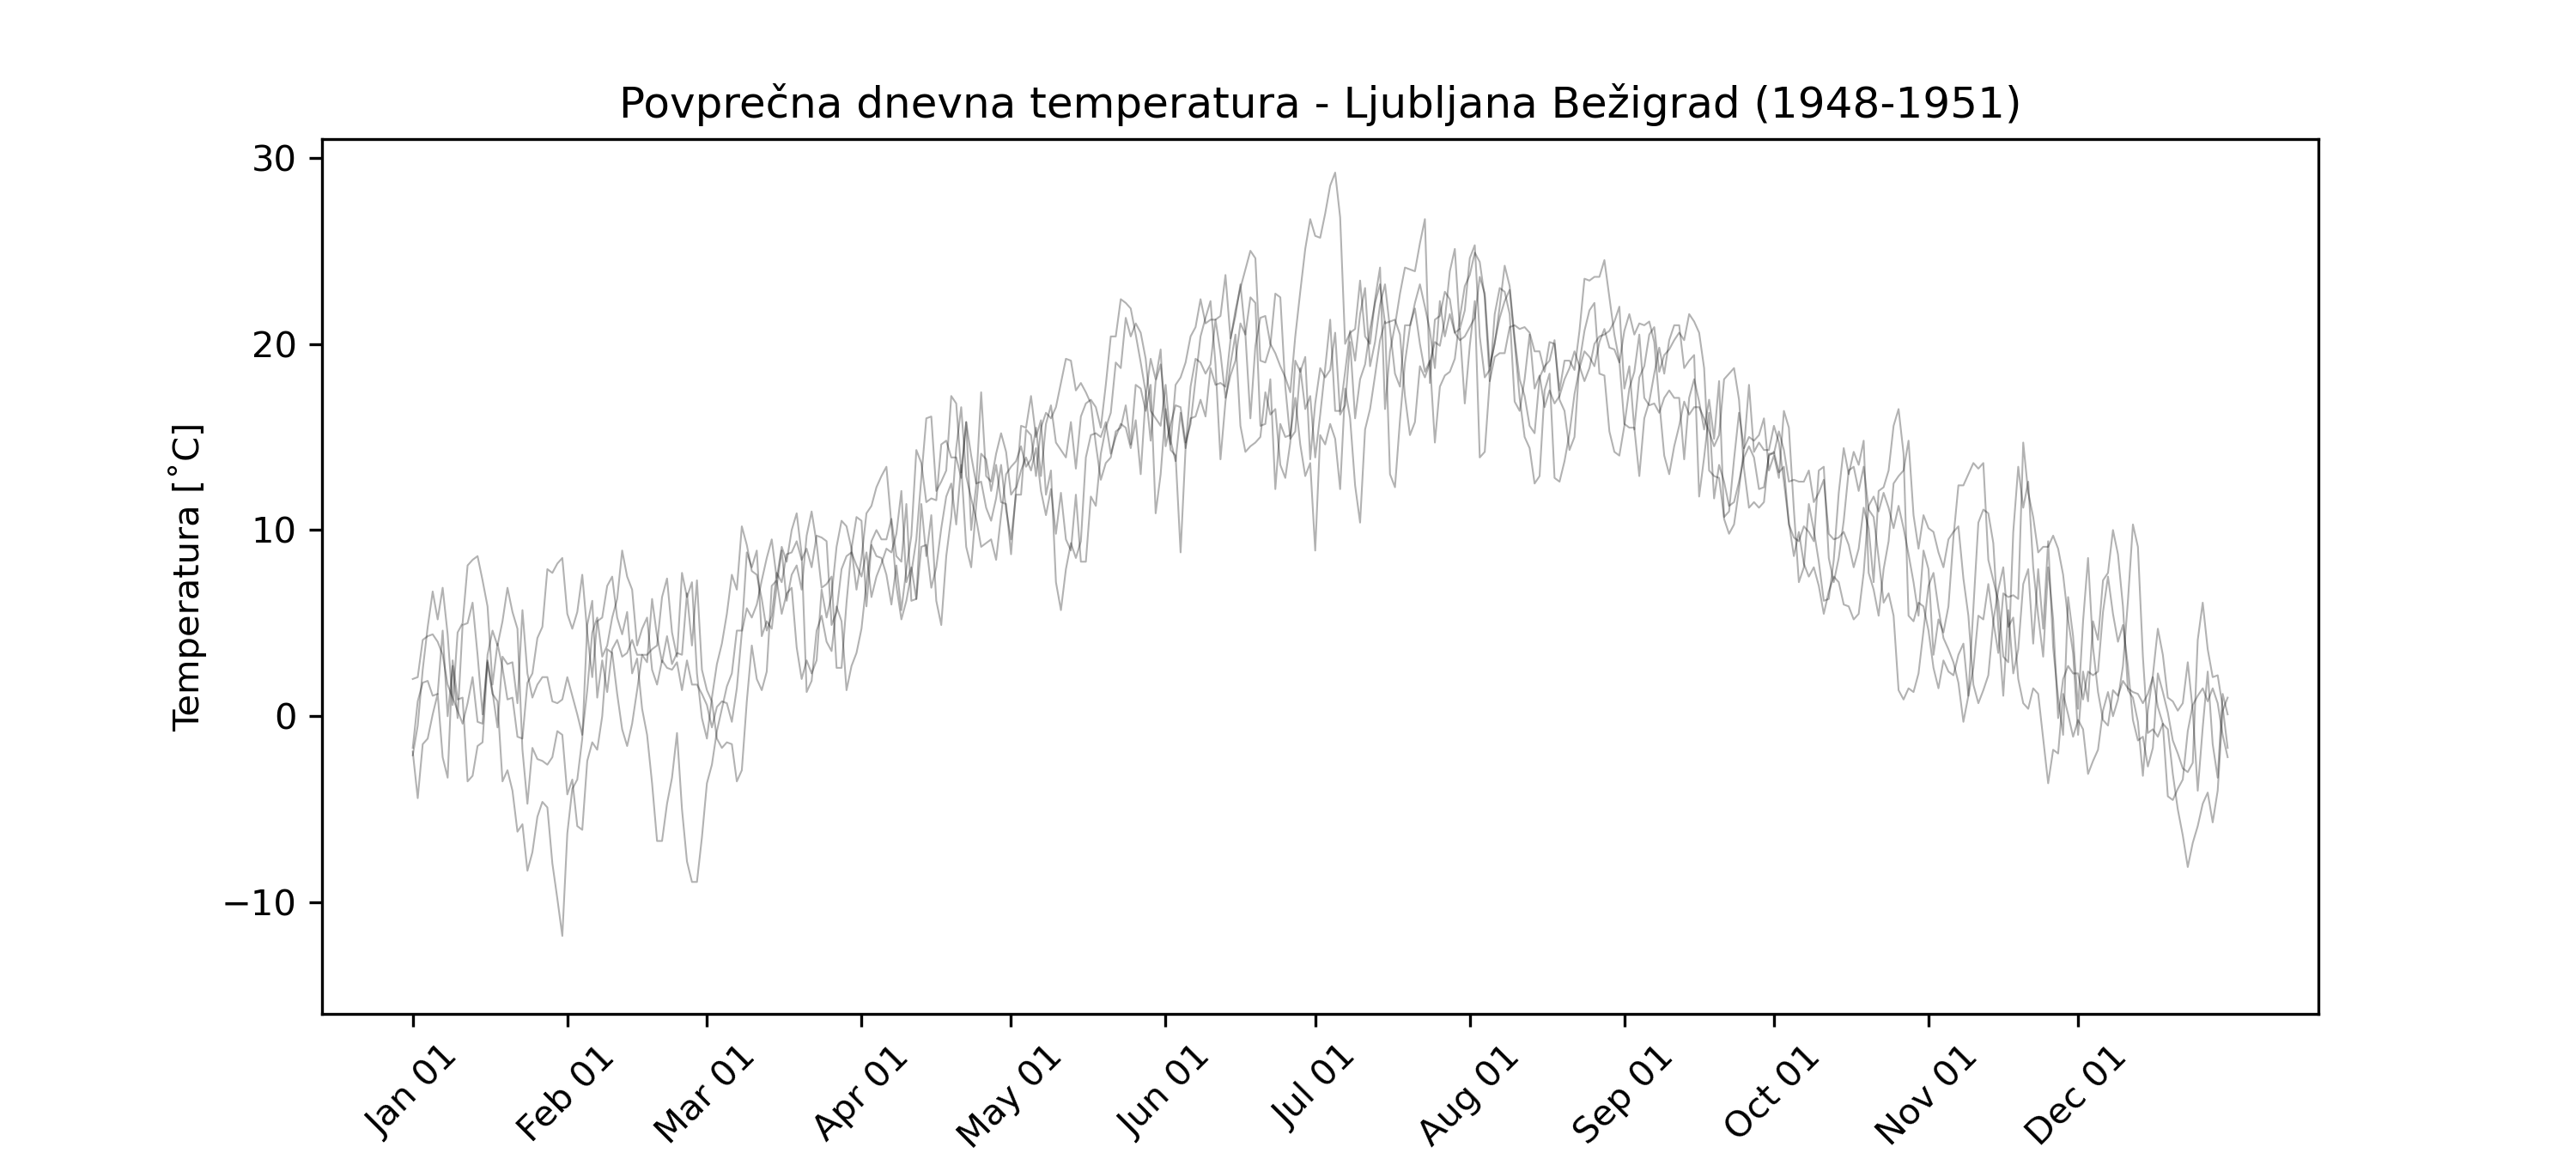 Povprečna dnevna temperatura - Ljubljana Bežigrad (1948-1951)
Temperatura [˚C]
30
20
10
0
−10
Jan 01
Feb 01
Mar 01
Apr 01
May 01
Jun 01
Jul 01
Aug 01
Sep 01
Oct 01
Nov 01
Dec 01